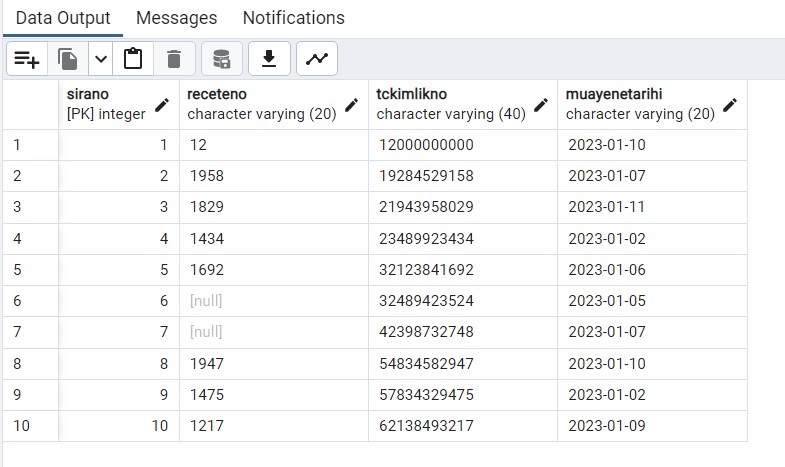 Data Output Messages Notifications
sirano receteno tckimlikno muayenetarihi
[PK] integer character varying (20) character varying (40) character varying (20)
1 1 12 12000000000 2023-01-10
2 2 1958 19284529158 2023-01-07
3 3 1829 21943958029 2023-01-11
4 4 1434 23489923434 2023-01-02
5 5 1692 32123841692 2023-01-06
6 6 [null] 32489423524 2023-01-05
7 7 [null] 42398732748 2023-01-07
8 8 1947 54834582947 2023-01-10
9 9 1475 57834329475 2023-01-02
10 10 1217 62138493217 2023-01-09